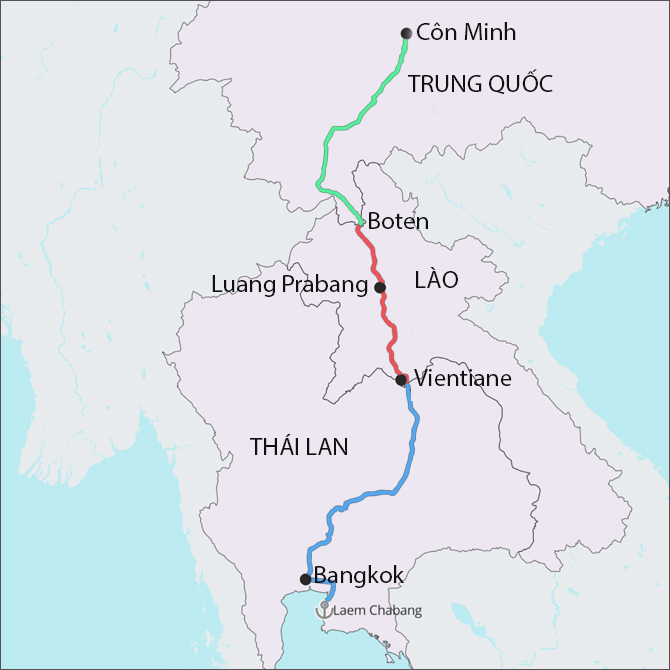 Côn Minh
TRUNG QUỐC
Boten
Luang Prabang
LÀO
Vientiane
THÁI LAN
Bangkok
Laem Chabang